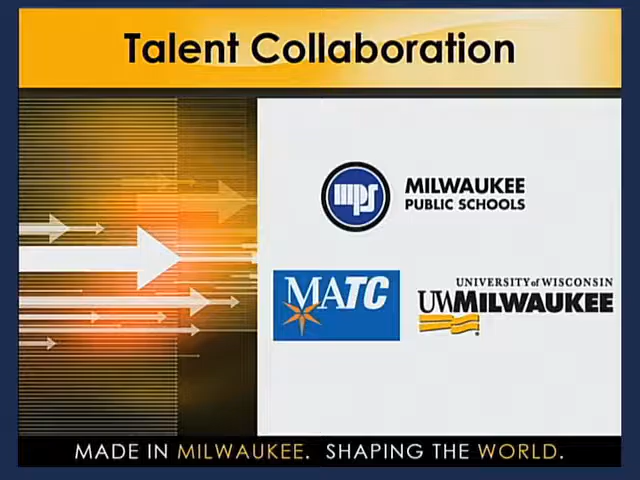 Talent Collaboration
mps
MILWAUKEE
PUBLIC SCHOOLS
MATC
UNIVERSITY of WISCONSIN
UWMILWAUKEE
MADE IN MILWAUKEE. SHAPING THE WORLD.